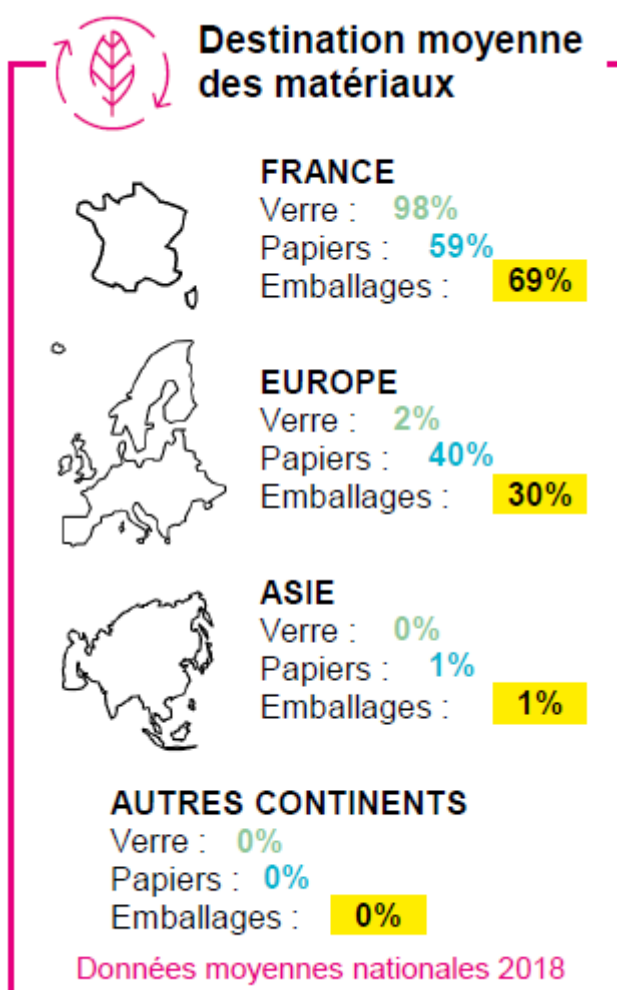 Destination moyenne
des matériaux
FRANCE
Verre : 98%
Papiers : 59%
Emballages : 69%
EUROPE
Verre : 2%
Papiers : 40%
Emballages : 30%
ASIE
Verre : 0%
Papiers : 1%
Emballages : 1%
AUTRES CONTINENTS
Verre : 0%
Papiers : 0%
Emballages : 0%
Données moyennes nationales 2018